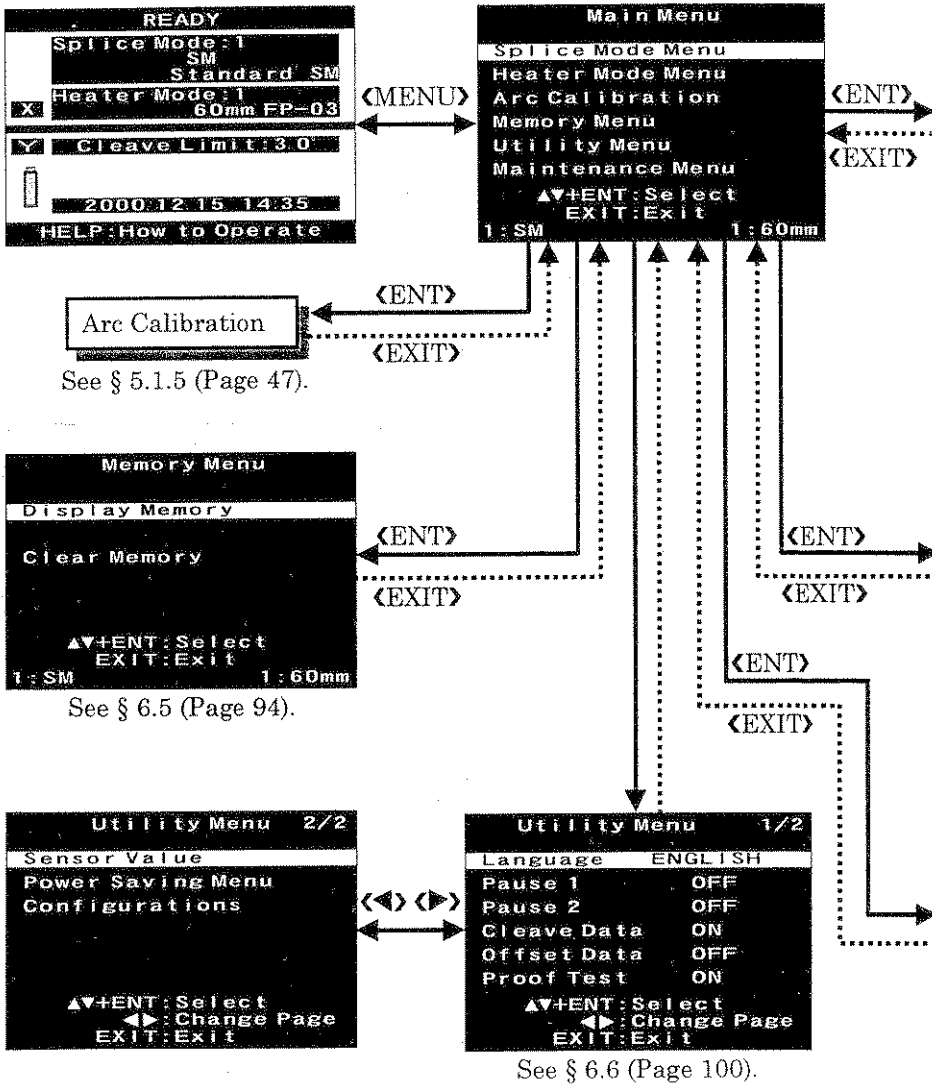 READY
Splice Mode:1
SM
Standard SM
Heater Mode:1
X 60mm FP-03
Y Cleave Limit:3.0
2000.12.15 14:35
HELP:How to Operate
《MENU》
Main Menu
Splice Mode Menu
Heater Mode Menu
Arc Calibration
Memory Menu
Utility Menu
Maintenance Menu
▲▼+ENT:Select
EXIT:Exit
1:SM 1:60mm
《ENT》
《EXIT》
Arc Calibration
《ENT》
《EXIT》
See § 5.1.5 (Page 47).
Memory Menu
Display Memory
Clear Memory
▲▼+ENT:Select
EXIT:Exit
1:SM 1:60mm
《ENT》
《EXIT》
See § 6.5 (Page 94).
《ENT》
《EXIT》
《ENT》
《EXIT》
Utility Menu 2/2
Sensor Value
Power Saving Menu
Configurations
▲▼+ENT:Select
◀▶:Change Page
EXIT:Exit
《◀》《▶》
Utility Menu 1/2
Language ENGLISH
Pause 1 OFF
Pause 2 OFF
Cleave Data ON
Offset Data OFF
Proof Test ON
▲▼+ENT:Select
◀▶:Change Page
EXIT:Exit
See § 6.6 (Page 100).